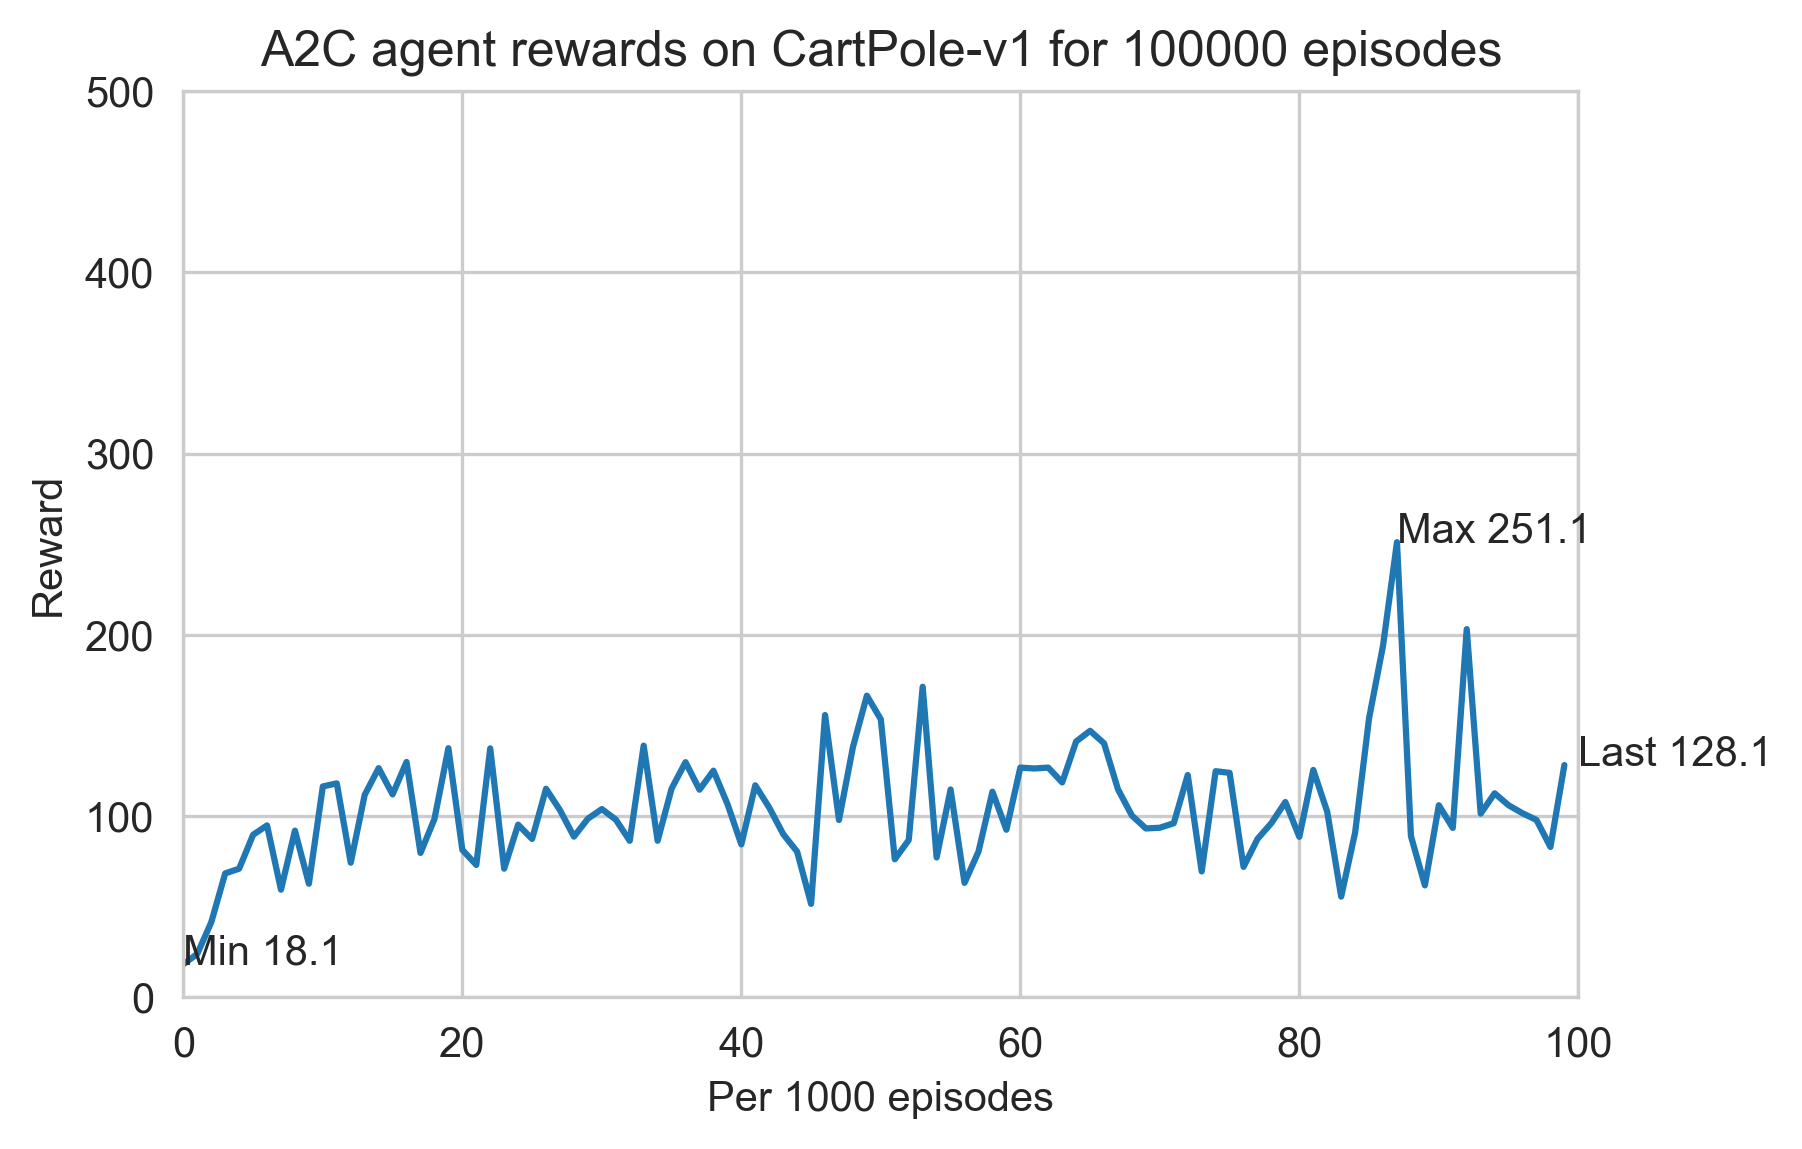 A2C agent rewards on CartPole-v1 for 100000 episodes
500
400
300
200
100
0
Reward
Max 251.1
Last 128.1
Min 18.1
0 20 40 60 80 100
Per 1000 episodes